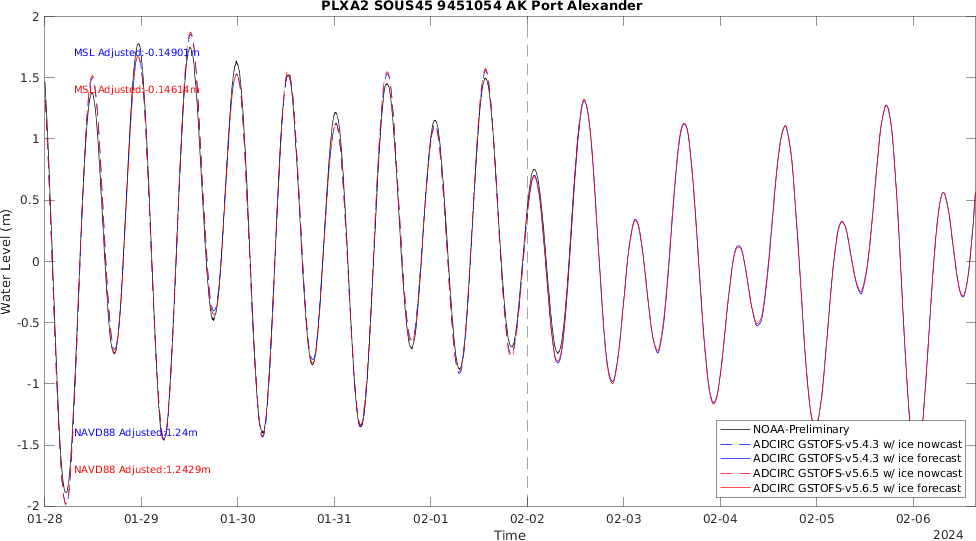 PLXA2 SOUS45 9451054 AK Port Alexander
2
MSL Adjusted:-0.14901m
1.5
MSL Adjusted:-0.14614m
1
0.5
0
-0.5
-1
NAVD88 Adjusted:1.24m
-1.5
NAVD88 Adjusted:1.2429m
-2
Water Level (m)
NOAA-Preliminary
ADCIRC GSTOFS-v5.4.3 w/ ice nowcast
ADCIRC GSTOFS-v5.4.3 w/ ice forecast
ADCIRC GSTOFS-v5.6.5 w/ ice nowcast
ADCIRC GSTOFS-v5.6.5 w/ ice forecast
01-28 01-29 01-30 01-31 02-01 02-02 02-03 02-04 02-05 02-06
Time
2024